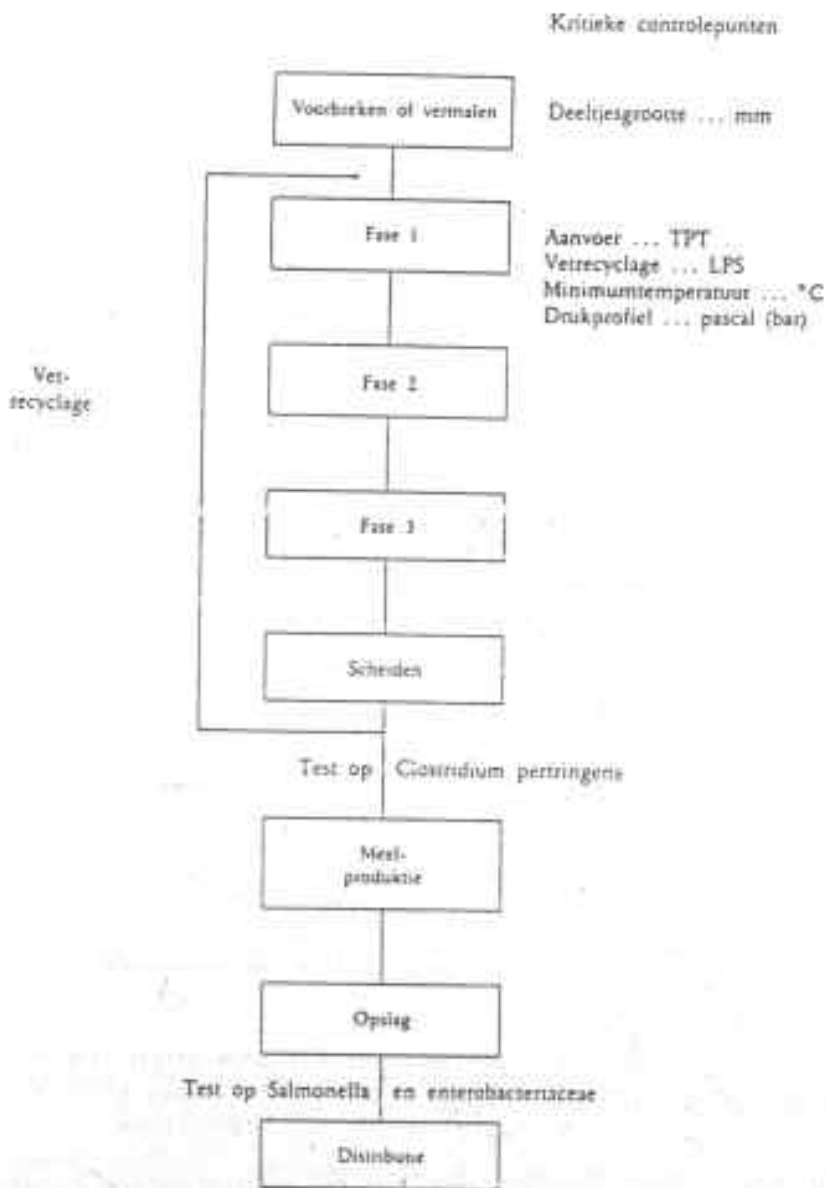 Kritieke controlepunten
Voorbreken of vermalen
Deeltjesgrootte ... mm
Fase 1
Aanvoer ... TPT
Vetrecyclage ... LPS
Minimumtemperatuur ... °C
Drukprofiel ... pascal (bar)
Vet-
recyclage
Fase 2
Fase 3
Scheiden
Test op Clostridium perfringens
Meel-
produktie
Opslag
Test op Salmonella en enterobacteriaceae
Distributie